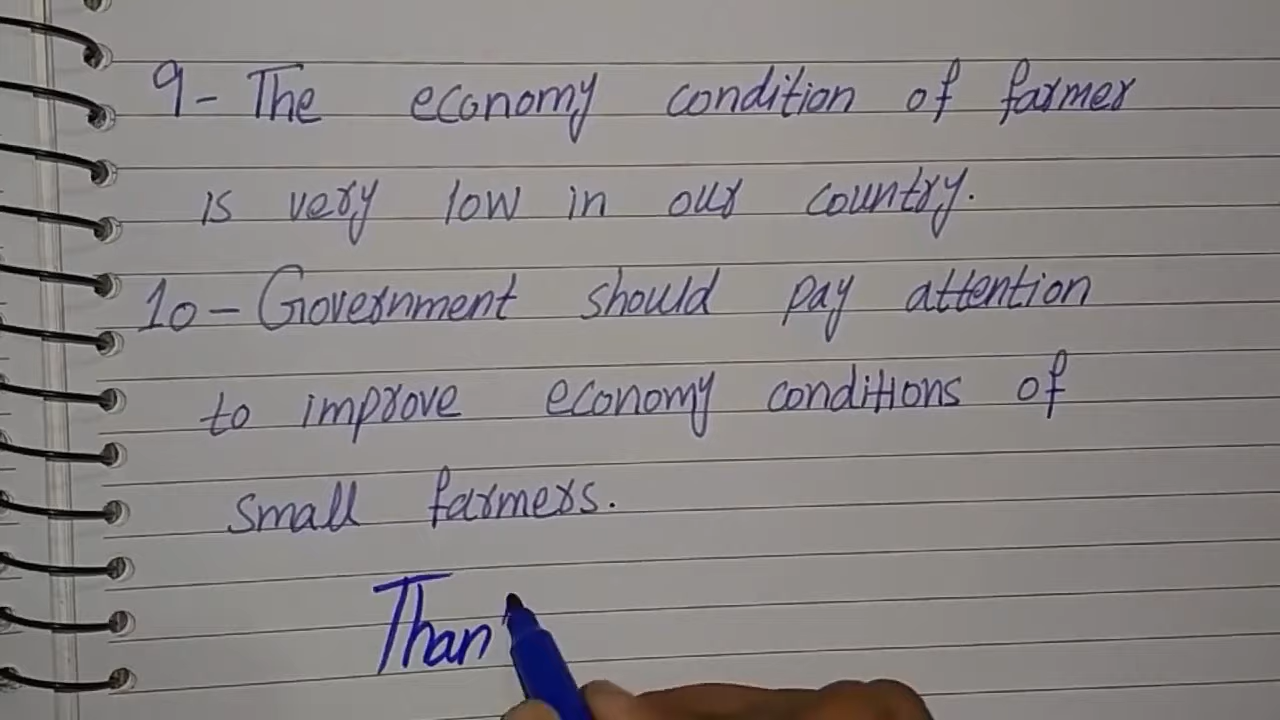 9- The economy condition of farmer
is very low in our country.
10- Government should pay attention
to improve economy conditions of
small farmers.
Than